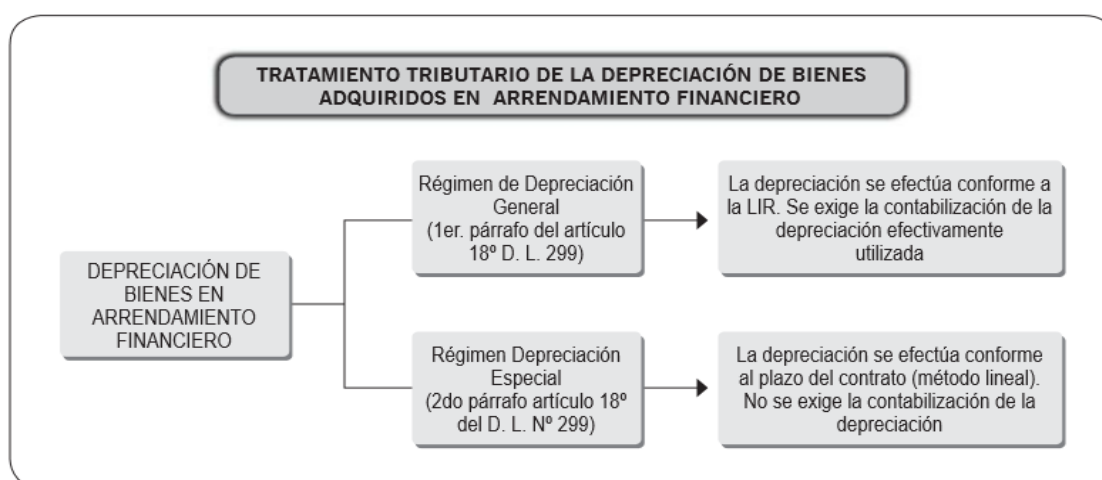 TRATAMIENTO TRIBUTARIO DE LA DEPRECIACIÓN DE BIENES
ADQUIRIDOS EN ARRENDAMIENTO FINANCIERO
DEPRECIACIÓN DE
BIENES EN
ARRENDAMIENTO
FINANCIERO
Régimen de Depreciación
General
(1er. párrafo del artículo
18º D. L. 299)
La depreciación se efectúa conforme a
la LIR. Se exige la contabilización de la
depreciación efectivamente
utilizada
Régimen Depreciación
Especial
(2do párrafo artículo 18º
del D. L. Nº 299)
La depreciación se efectúa conforme
al plazo del contrato (método lineal).
No se exige la contabilización de la
depreciación